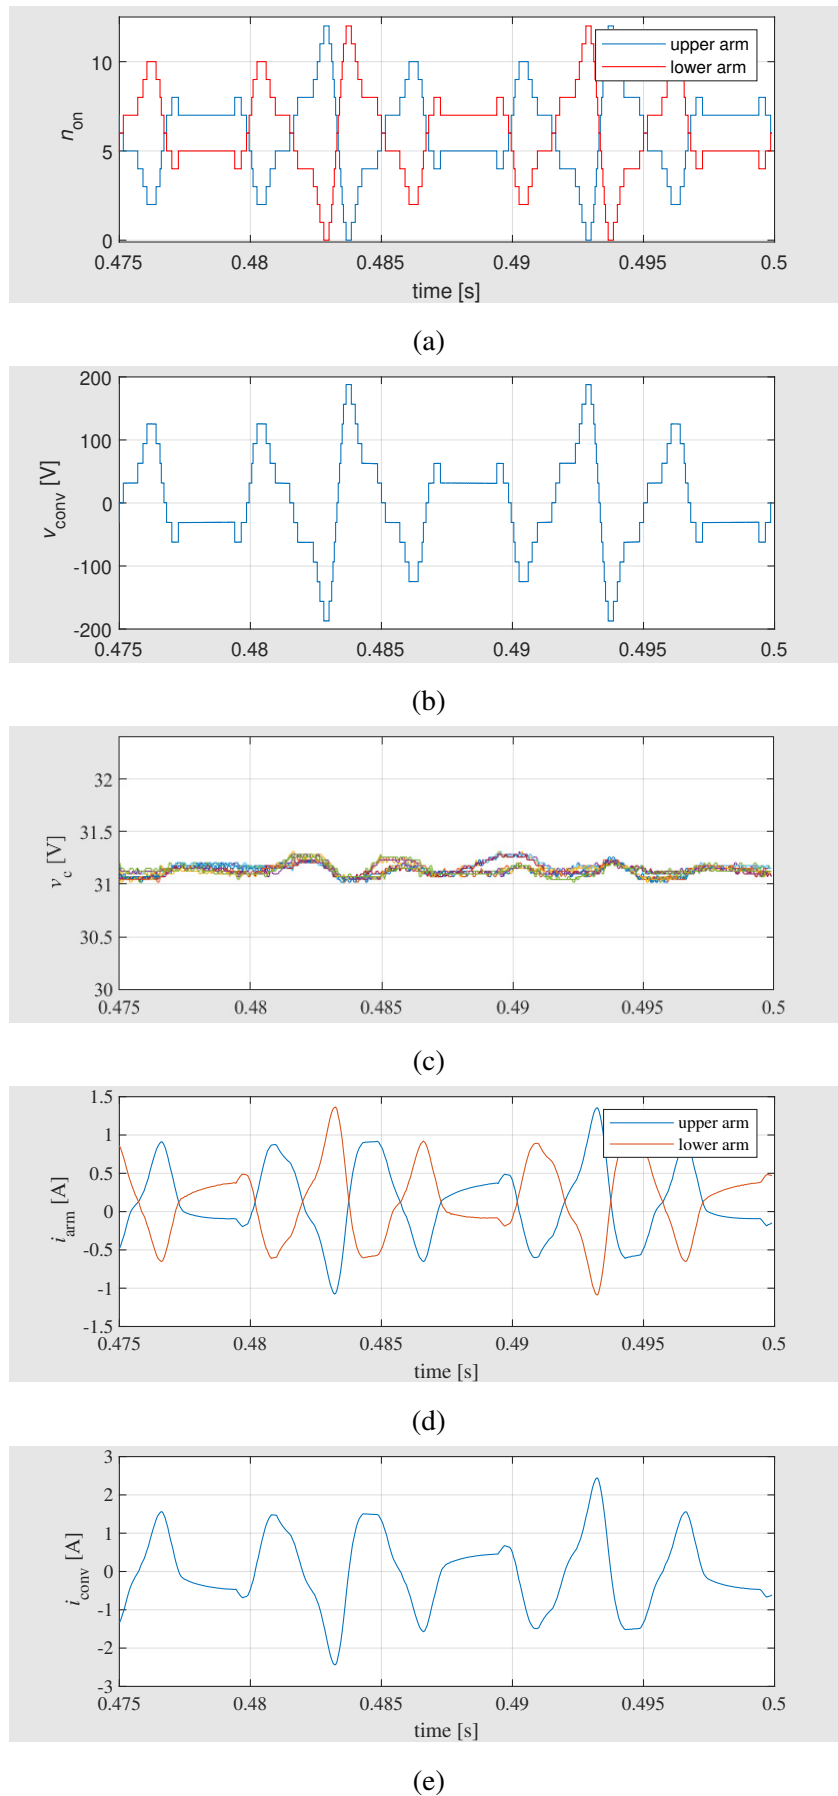 10
5
0
n_on
upper arm
lower arm
0.475 0.48 0.485 0.49 0.495 0.5
time [s]
(a)
200
100
0
-100
-200
v_conv [V]
0.475 0.48 0.485 0.49 0.495 0.5
(b)
32
31.5
31
30.5
30
v_c [V]
0.475 0.48 0.485 0.49 0.495 0.5
(c)
1.5
1
0.5
0
-0.5
-1
-1.5
i_arm [A]
upper arm
lower arm
0.475 0.48 0.485 0.49 0.495 0.5
time [s]
(d)
3
2
1
0
-1
-2
-3
i_conv [A]
0.475 0.48 0.485 0.49 0.495 0.5
time [s]
(e)